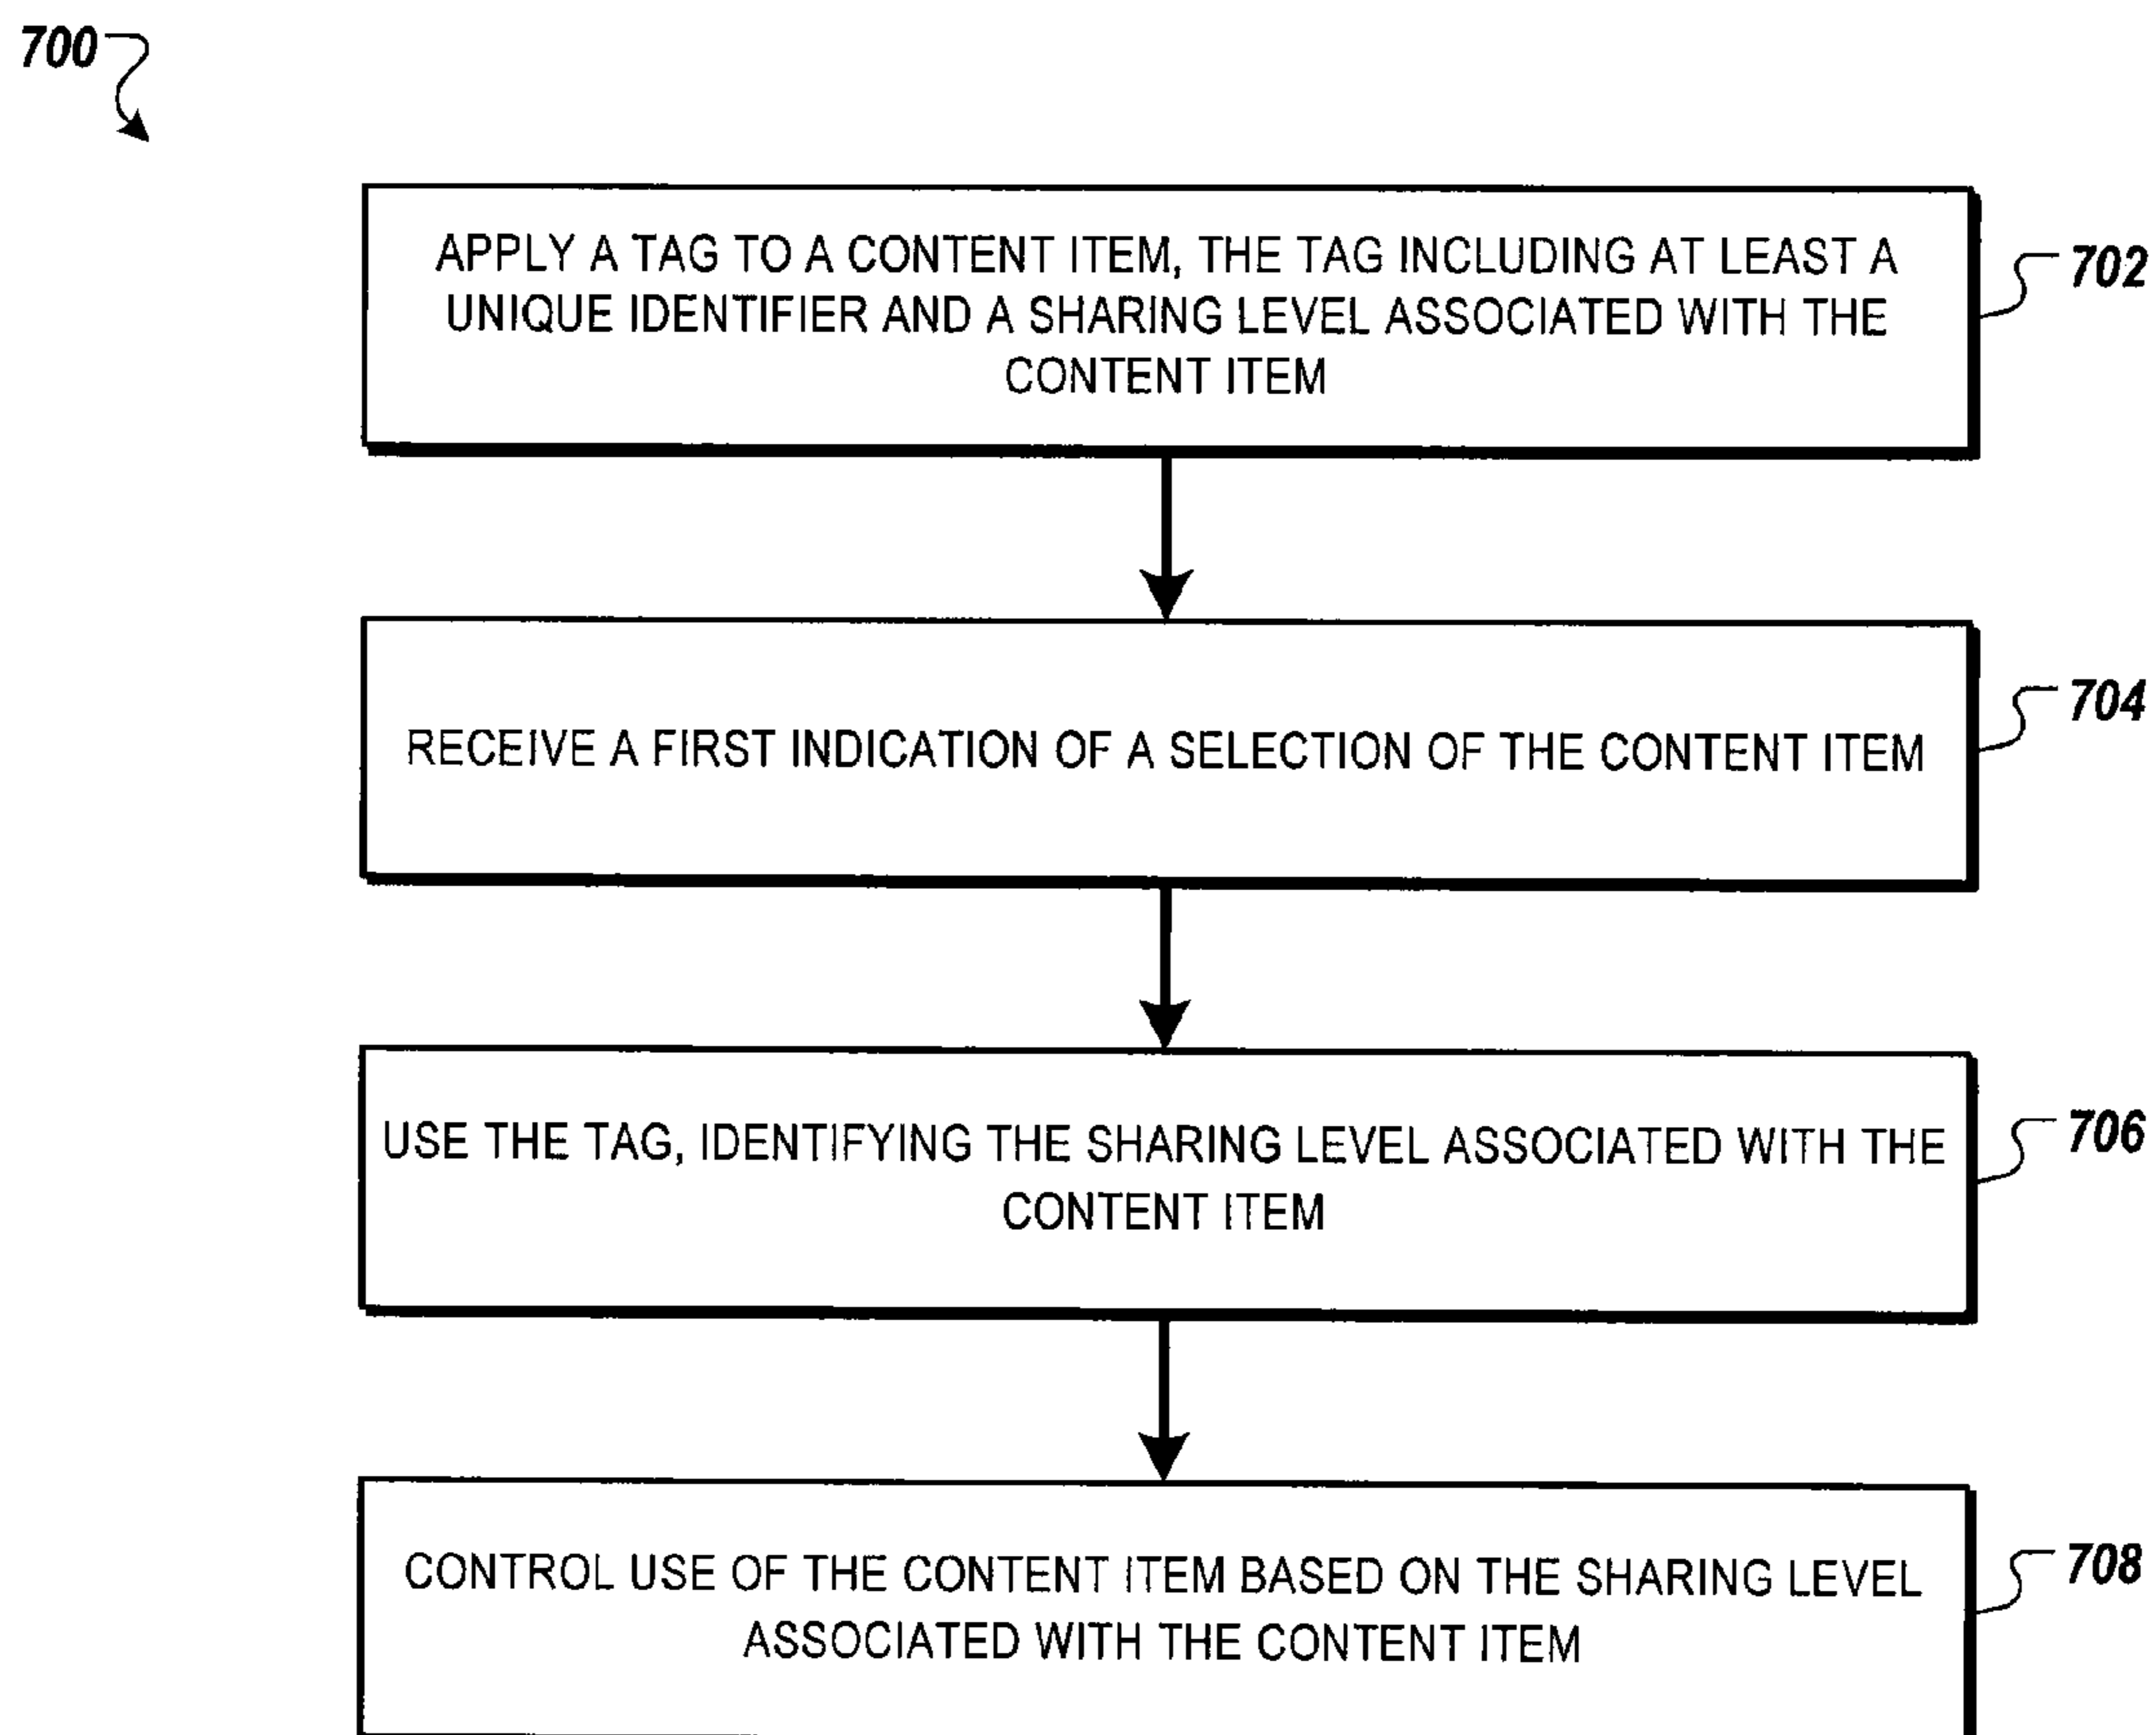 700
APPLY A TAG TO A CONTENT ITEM, THE TAG INCLUDING AT LEAST A
UNIQUE IDENTIFIER AND A SHARING LEVEL ASSOCIATED WITH THE
CONTENT ITEM
702
RECEIVE A FIRST INDICATION OF A SELECTION OF THE CONTENT ITEM
704
USE THE TAG, IDENTIFYING THE SHARING LEVEL ASSOCIATED WITH THE
CONTENT ITEM
706
CONTROL USE OF THE CONTENT ITEM BASED ON THE SHARING LEVEL
ASSOCIATED WITH THE CONTENT ITEM
708